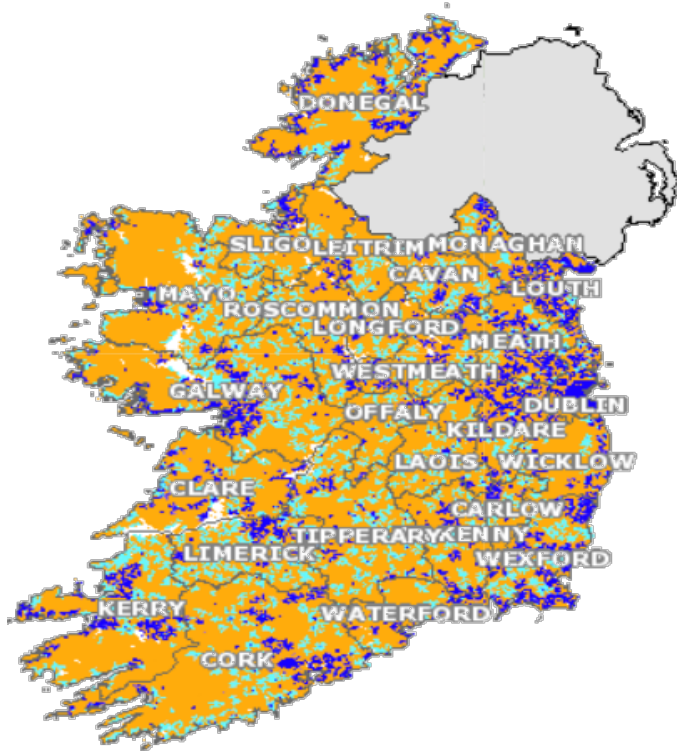 DONEGAL
SLIGO LEITRIM MONAGHAN
CAVAN
LOUTH
MAYO
ROSCOMMON
LONGFORD
MEATH
WESTMEATH
GALWAY
OFFALY
DUBLIN
KILDARE
LAOIS WICKLOW
CLARE
CARLOW
TIPPERARY KENNY
LIMERICK
WEXFORD
KERRY
WATERFORD
CORK